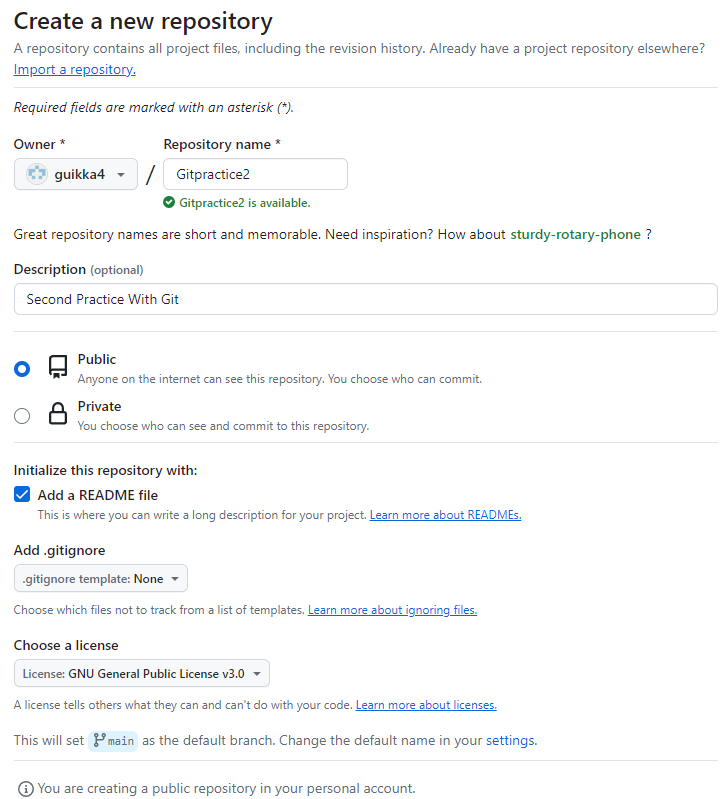 Create a new repository
A repository contains all project files, including the revision history. Already have a project repository elsewhere?
Import a repository.
Required fields are marked with an asterisk (*).
Owner * Repository name *
guikka4 / Gitpractice2
Gitpractice2 is available.
Great repository names are short and memorable. Need inspiration? How about sturdy-rotary-phone ?
Description (optional)
Second Practice With Git
Public
Anyone on the internet can see this repository. You choose who can commit.
Private
You choose who can see and commit to this repository.
Initialize this repository with:
Add a README file
This is where you can write a long description for your project. Learn more about READMEs.
Add .gitignore
.gitignore template: None
Choose which files not to track from a list of templates. Learn more about ignoring files.
Choose a license
License: GNU General Public License v3.0
A license tells others what they can and can't do with your code. Learn more about licenses.
This will set main as the default branch. Change the default name in your settings.
You are creating a public repository in your personal account.